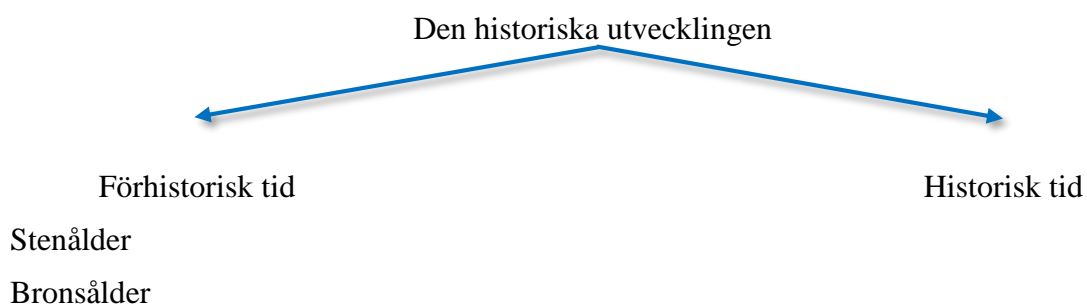 Den historiska utvecklingen
Förhistorisk tid
Historisk tid
Stenålder
Bronsålder